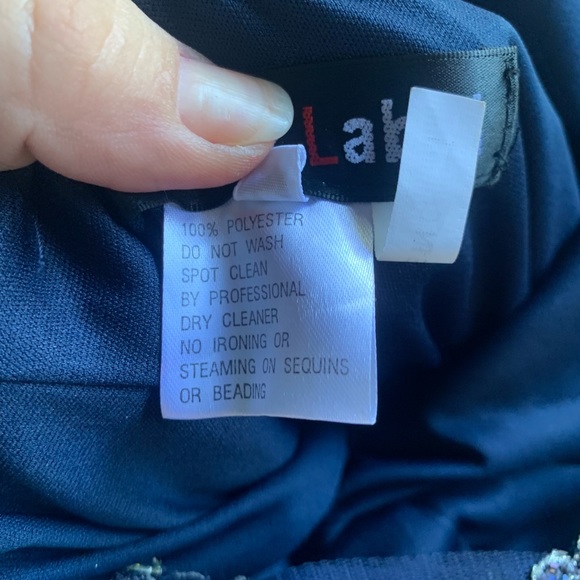 Lab
100% POLYESTER
DO NOT WASH
SPOT CLEAN
BY PROFESSIONAL
DRY CLEANER
NO IRONING OR
STEAMING ON SEQUINS
OR BEADING